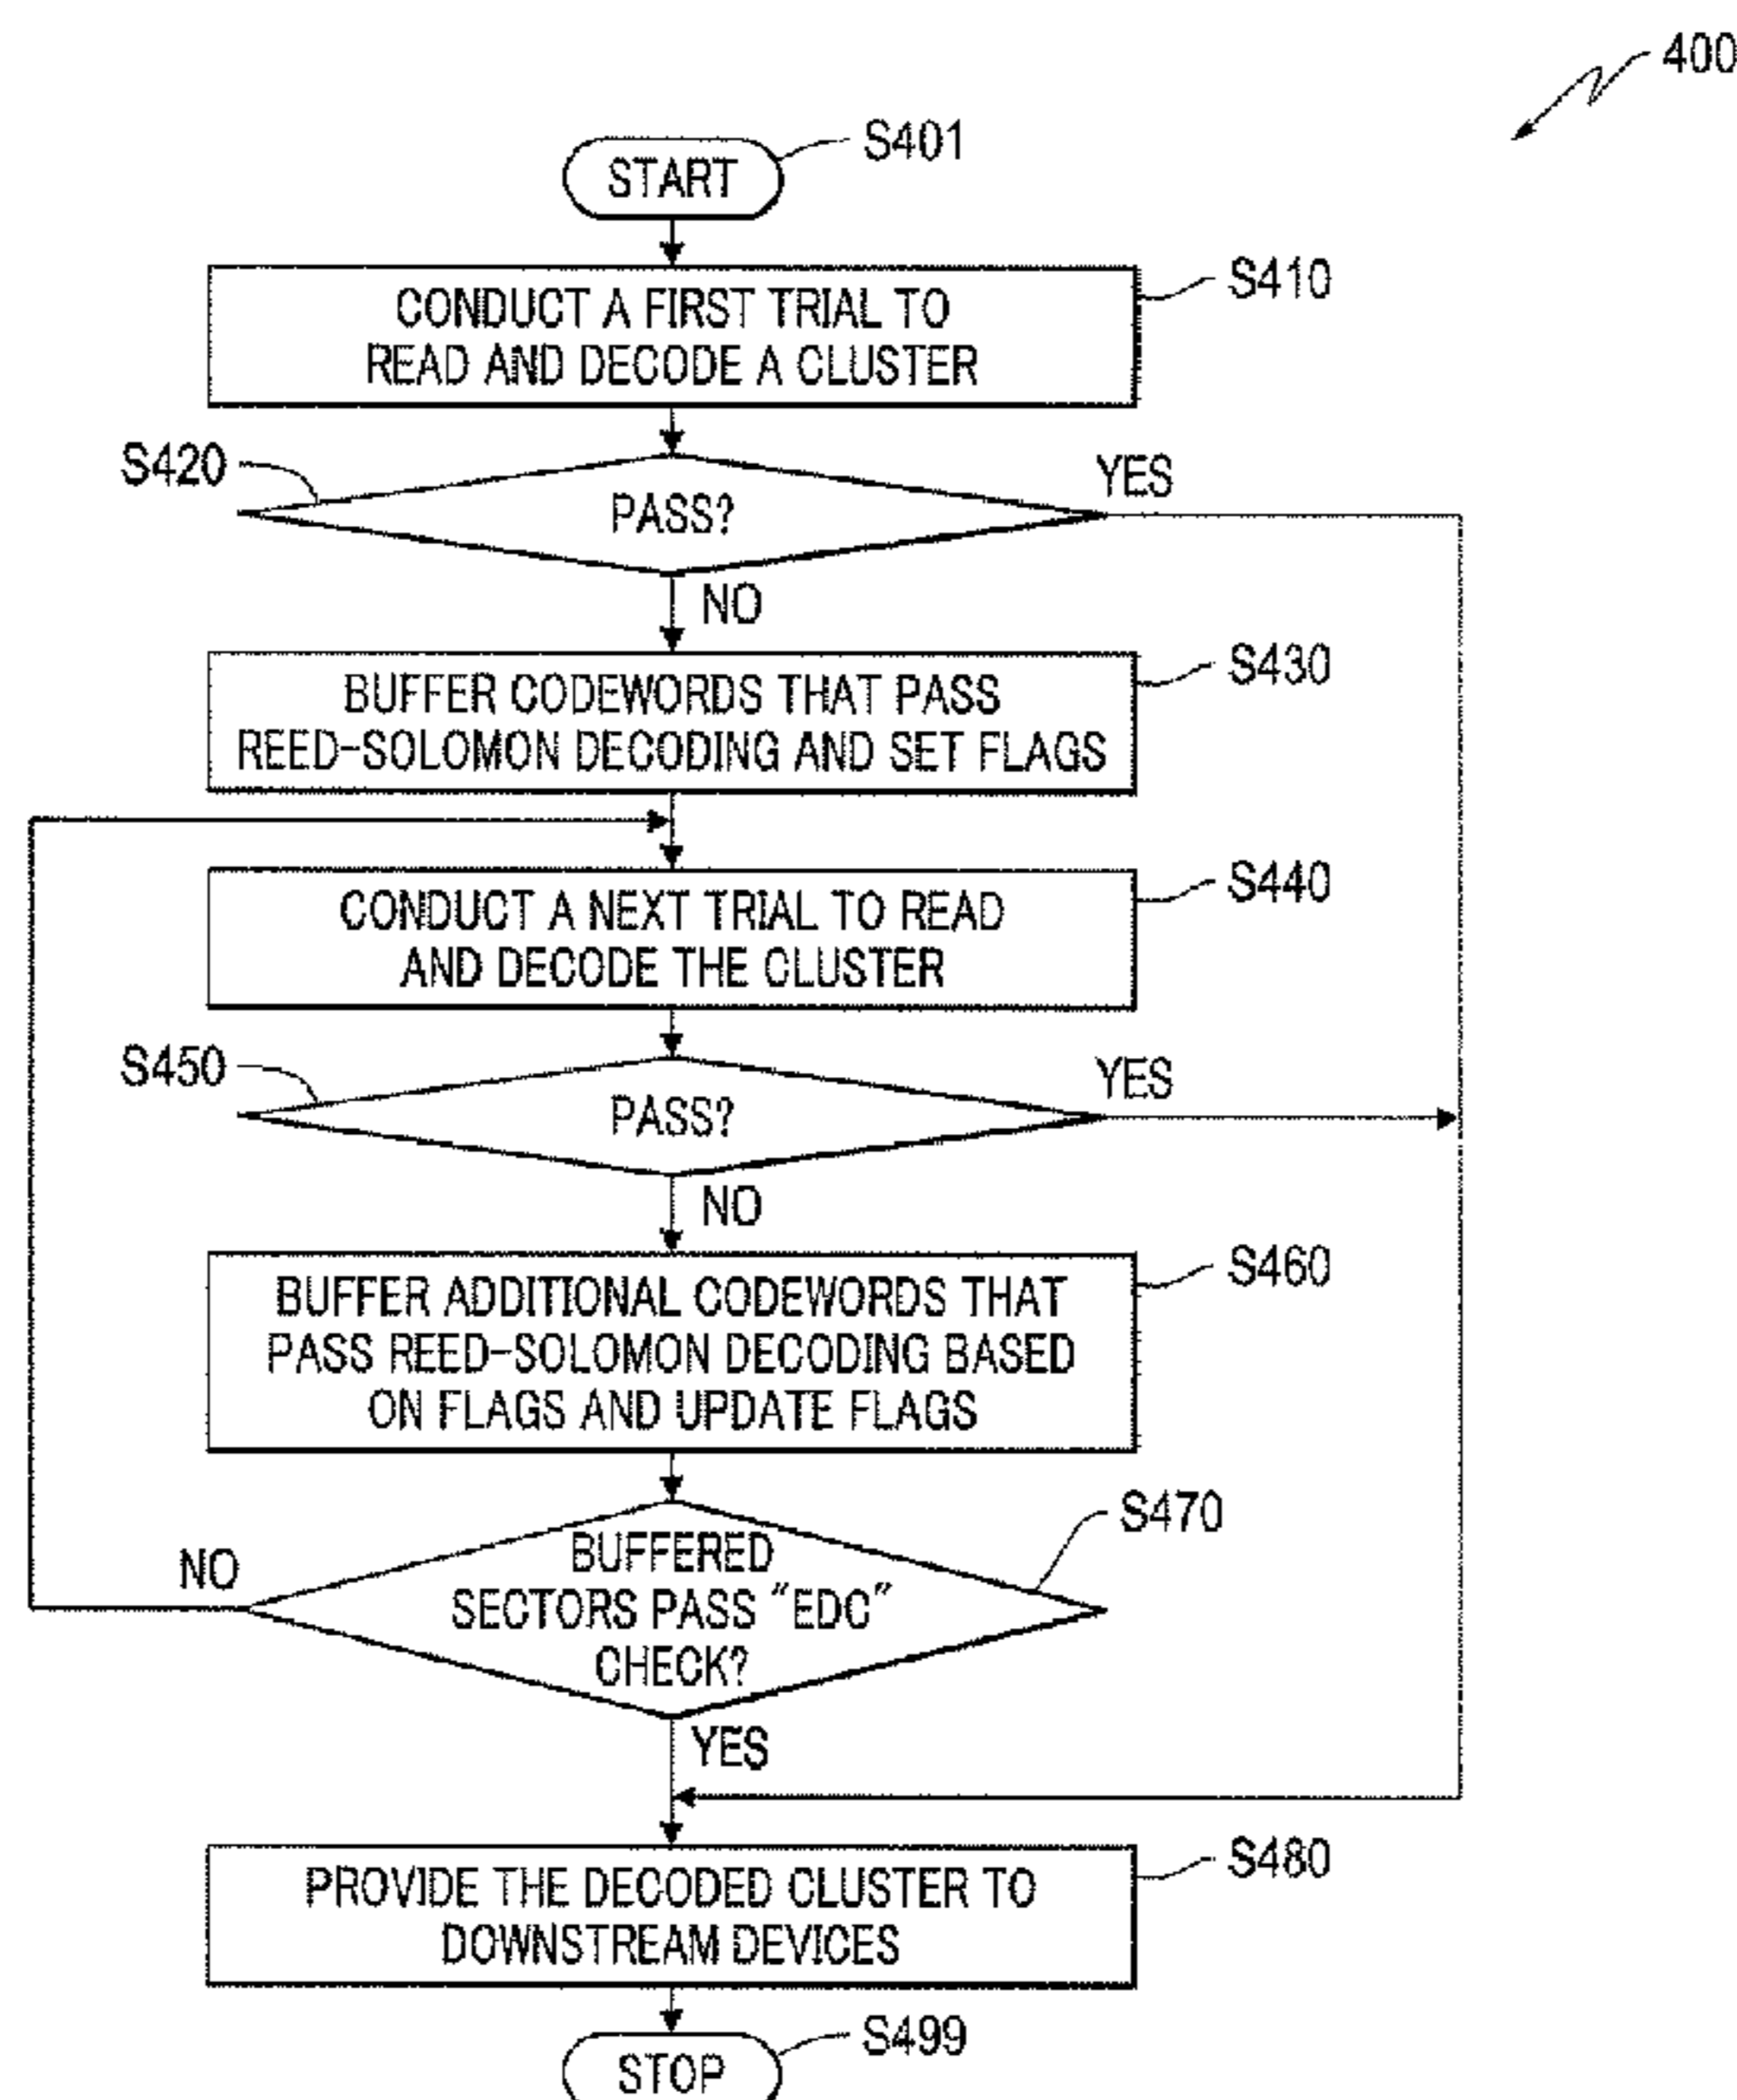 400
START
S401
CONDUCT A FIRST TRIAL TO
READ AND DECODE A CLUSTER
S410
S420
PASS?
YES
NO
BUFFER CODEWORDS THAT PASS
REED-SOLOMON DECODING AND SET FLAGS
S430
CONDUCT A NEXT TRIAL TO READ
AND DECODE THE CLUSTER
S440
S450
PASS?
YES
NO
BUFFER ADDITIONAL CODEWORDS THAT
PASS REED-SOLOMON DECODING BASED
ON FLAGS AND UPDATE FLAGS
S460
S470
NO
BUFFERED
SECTORS PASS "EDC"
CHECK?
YES
PROVIDE THE DECODED CLUSTER TO
DOWNSTREAM DEVICES
S480
STOP
S499